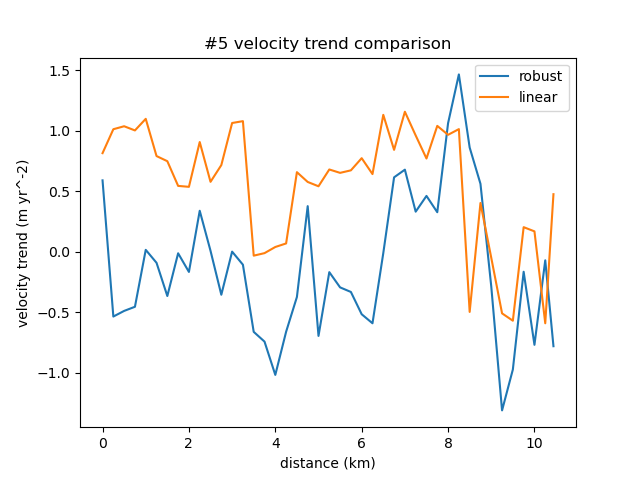 #5 velocity trend comparison
robust
linear
velocity trend (m yr^-2)
1.5
1.0
0.5
0.0
−0.5
−1.0
0 2 4 6 8 10
distance (km)